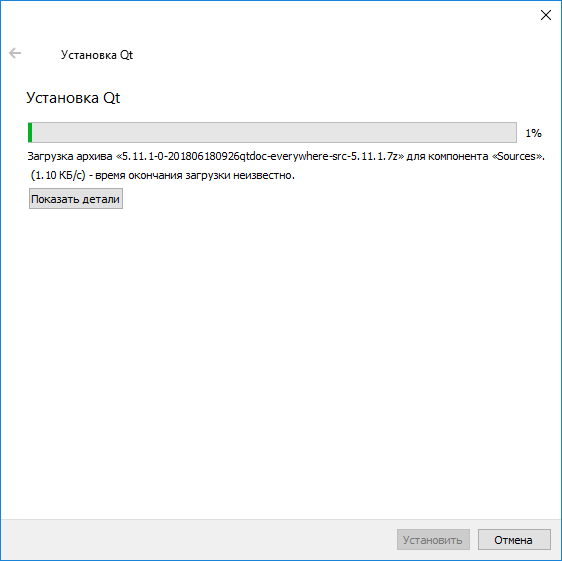 Установка Qt
Установка Qt
1%
Загрузка архива «5.11.1-0-201806180926qtdoc-everywhere-src-5.11.1.7z» для компонента «Sources».
(1.10 КБ/с) - время окончания загрузки неизвестно.
Показать детали
Установить
Отмена